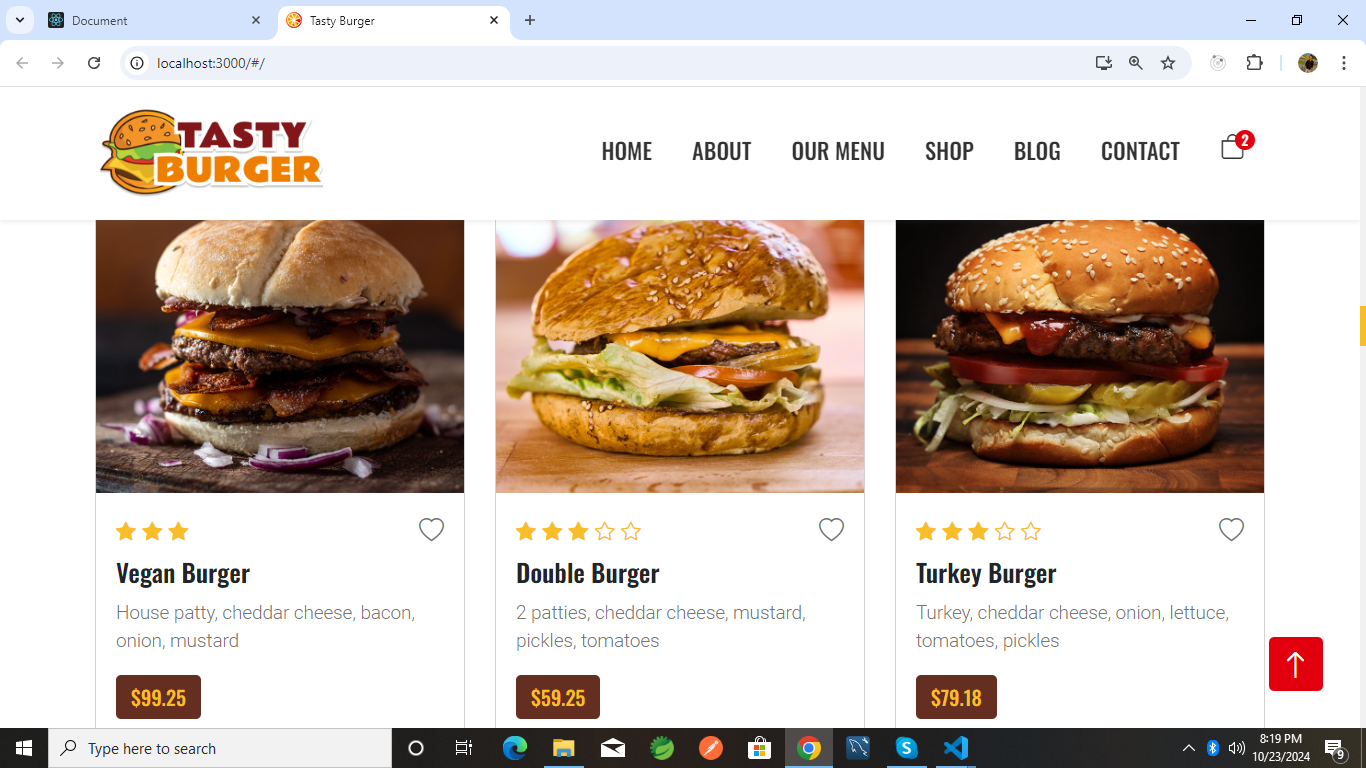 Document
Tasty Burger
localhost:3000/#/
TASTY
BURGER
HOME ABOUT OUR MENU SHOP BLOG CONTACT 2
Vegan Burger
House patty, cheddar cheese, bacon,
onion, mustard
$99.25
Double Burger
2 patties, cheddar cheese, mustard,
pickles, tomatoes
$59.25
Turkey Burger
Turkey, cheddar cheese, onion, lettuce,
tomatoes, pickles
$79.18
Type here to search
8:19 PM
10/23/2024
9